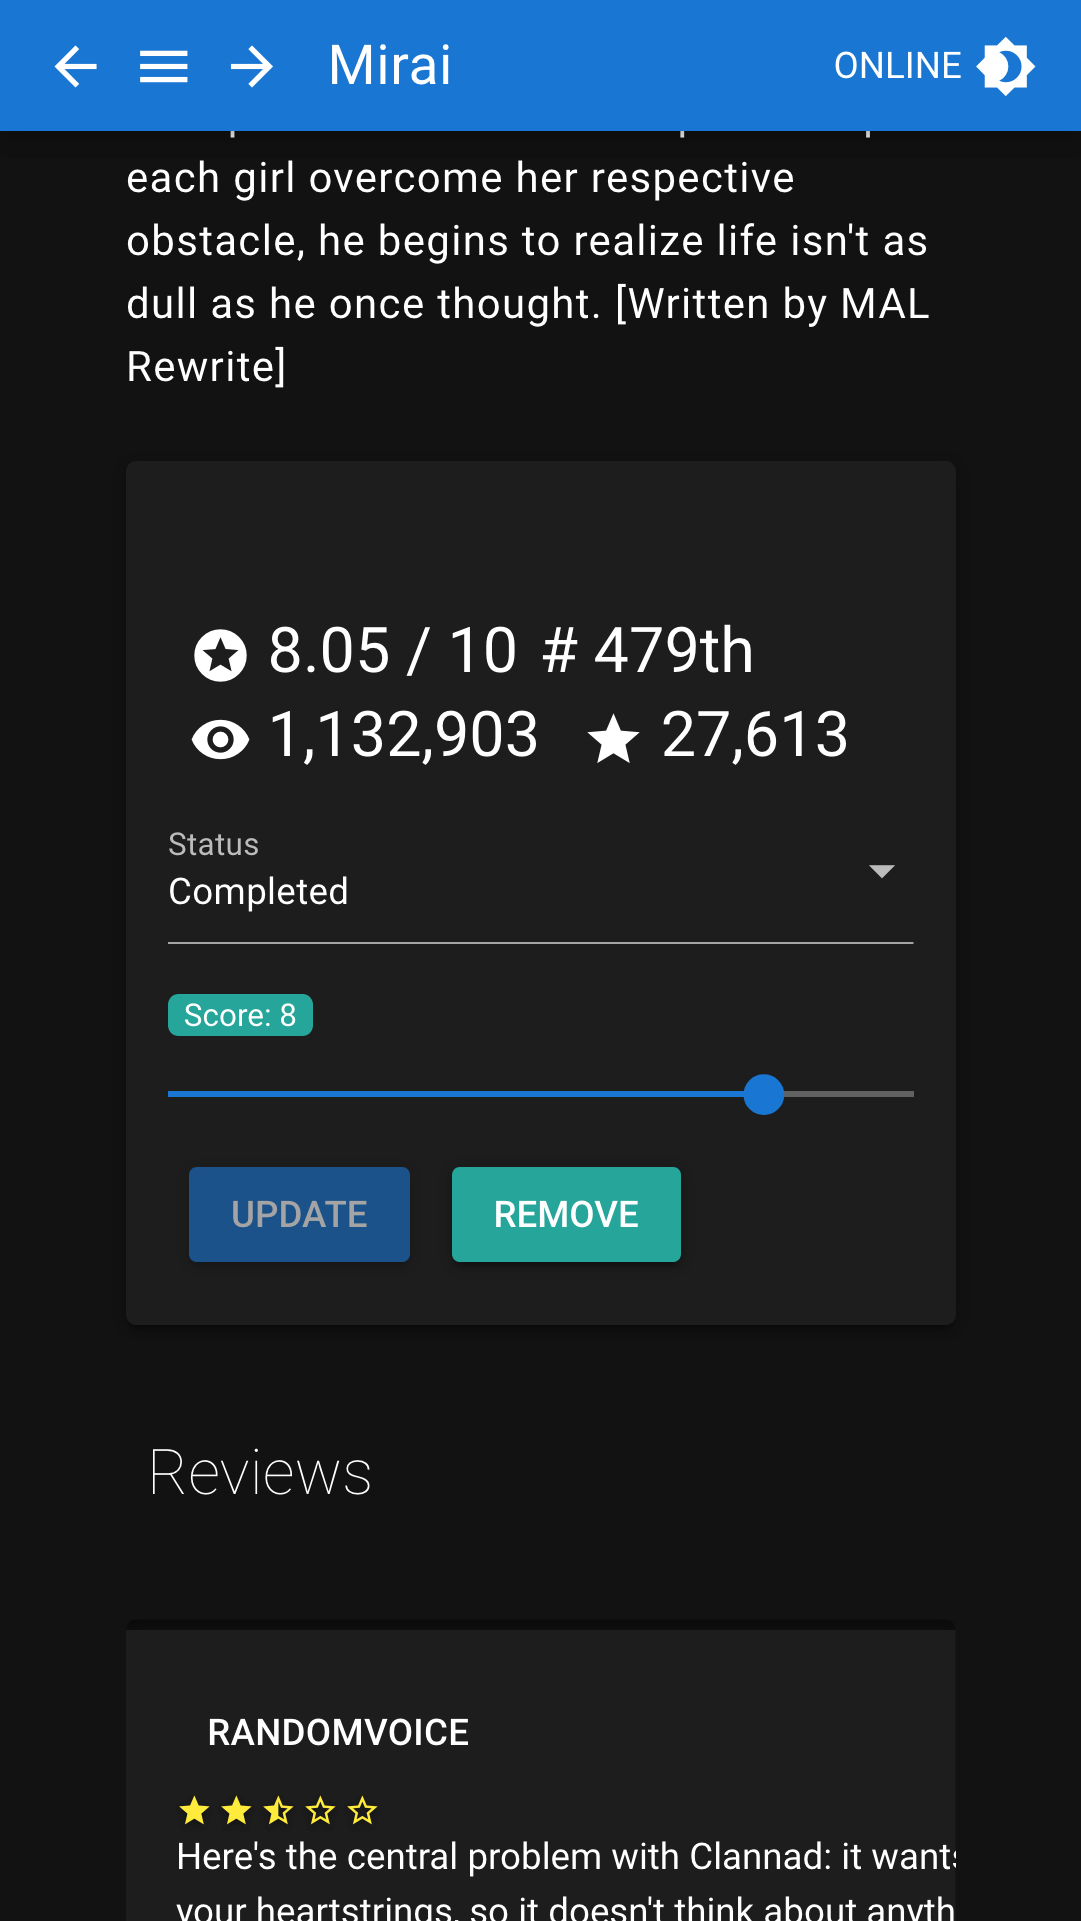 Mirai
ONLINE
each girl overcome her respective
obstacle, he begins to realize life isn't as
dull as he once thought. [Written by MAL
Rewrite]
8.05 / 10 # 479th
1,132,903 27,613
Status
Completed
Score: 8
UPDATE REMOVE
Reviews
RANDOMVOICE
Here's the central problem with Clannad: it wants
your heartstrings, so it doesn't think about anyth